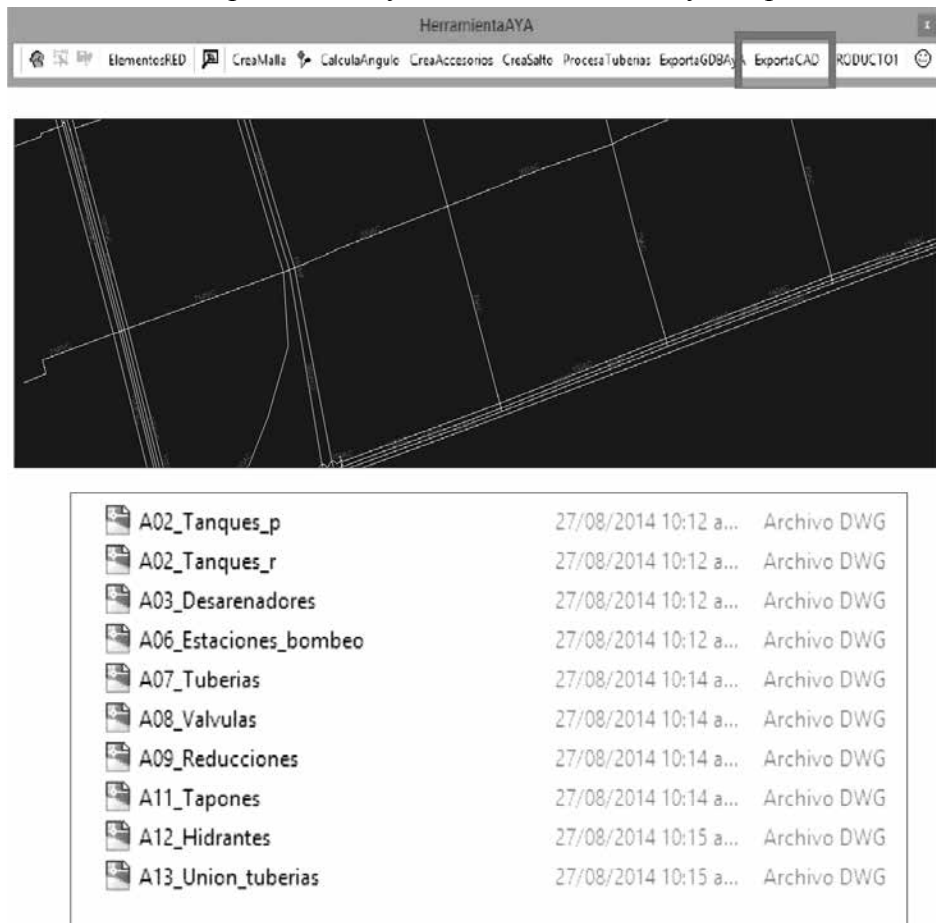 HerramientaAYA
ElementosRED CreaMalla CalculaAngulo CreaAccesorios CreaSalto ProcesaTuberias ExportaGDBAyA ExportaCAD RODUCTO1
A02_Tanques_p 27/08/2014 10:12 a... Archivo DWG
A02_Tanques_r 27/08/2014 10:12 a... Archivo DWG
A03_Desarenadores 27/08/2014 10:12 a... Archivo DWG
A06_Estaciones_bombeo 27/08/2014 10:12 a... Archivo DWG
A07_Tuberias 27/08/2014 10:14 a... Archivo DWG
A08_Valvulas 27/08/2014 10:14 a... Archivo DWG
A09_Reducciones 27/08/2014 10:14 a... Archivo DWG
A11_Tapones 27/08/2014 10:14 a... Archivo DWG
A12_Hidrantes 27/08/2014 10:15 a... Archivo DWG
A13_Union_tuberias 27/08/2014 10:15 a... Archivo DWG